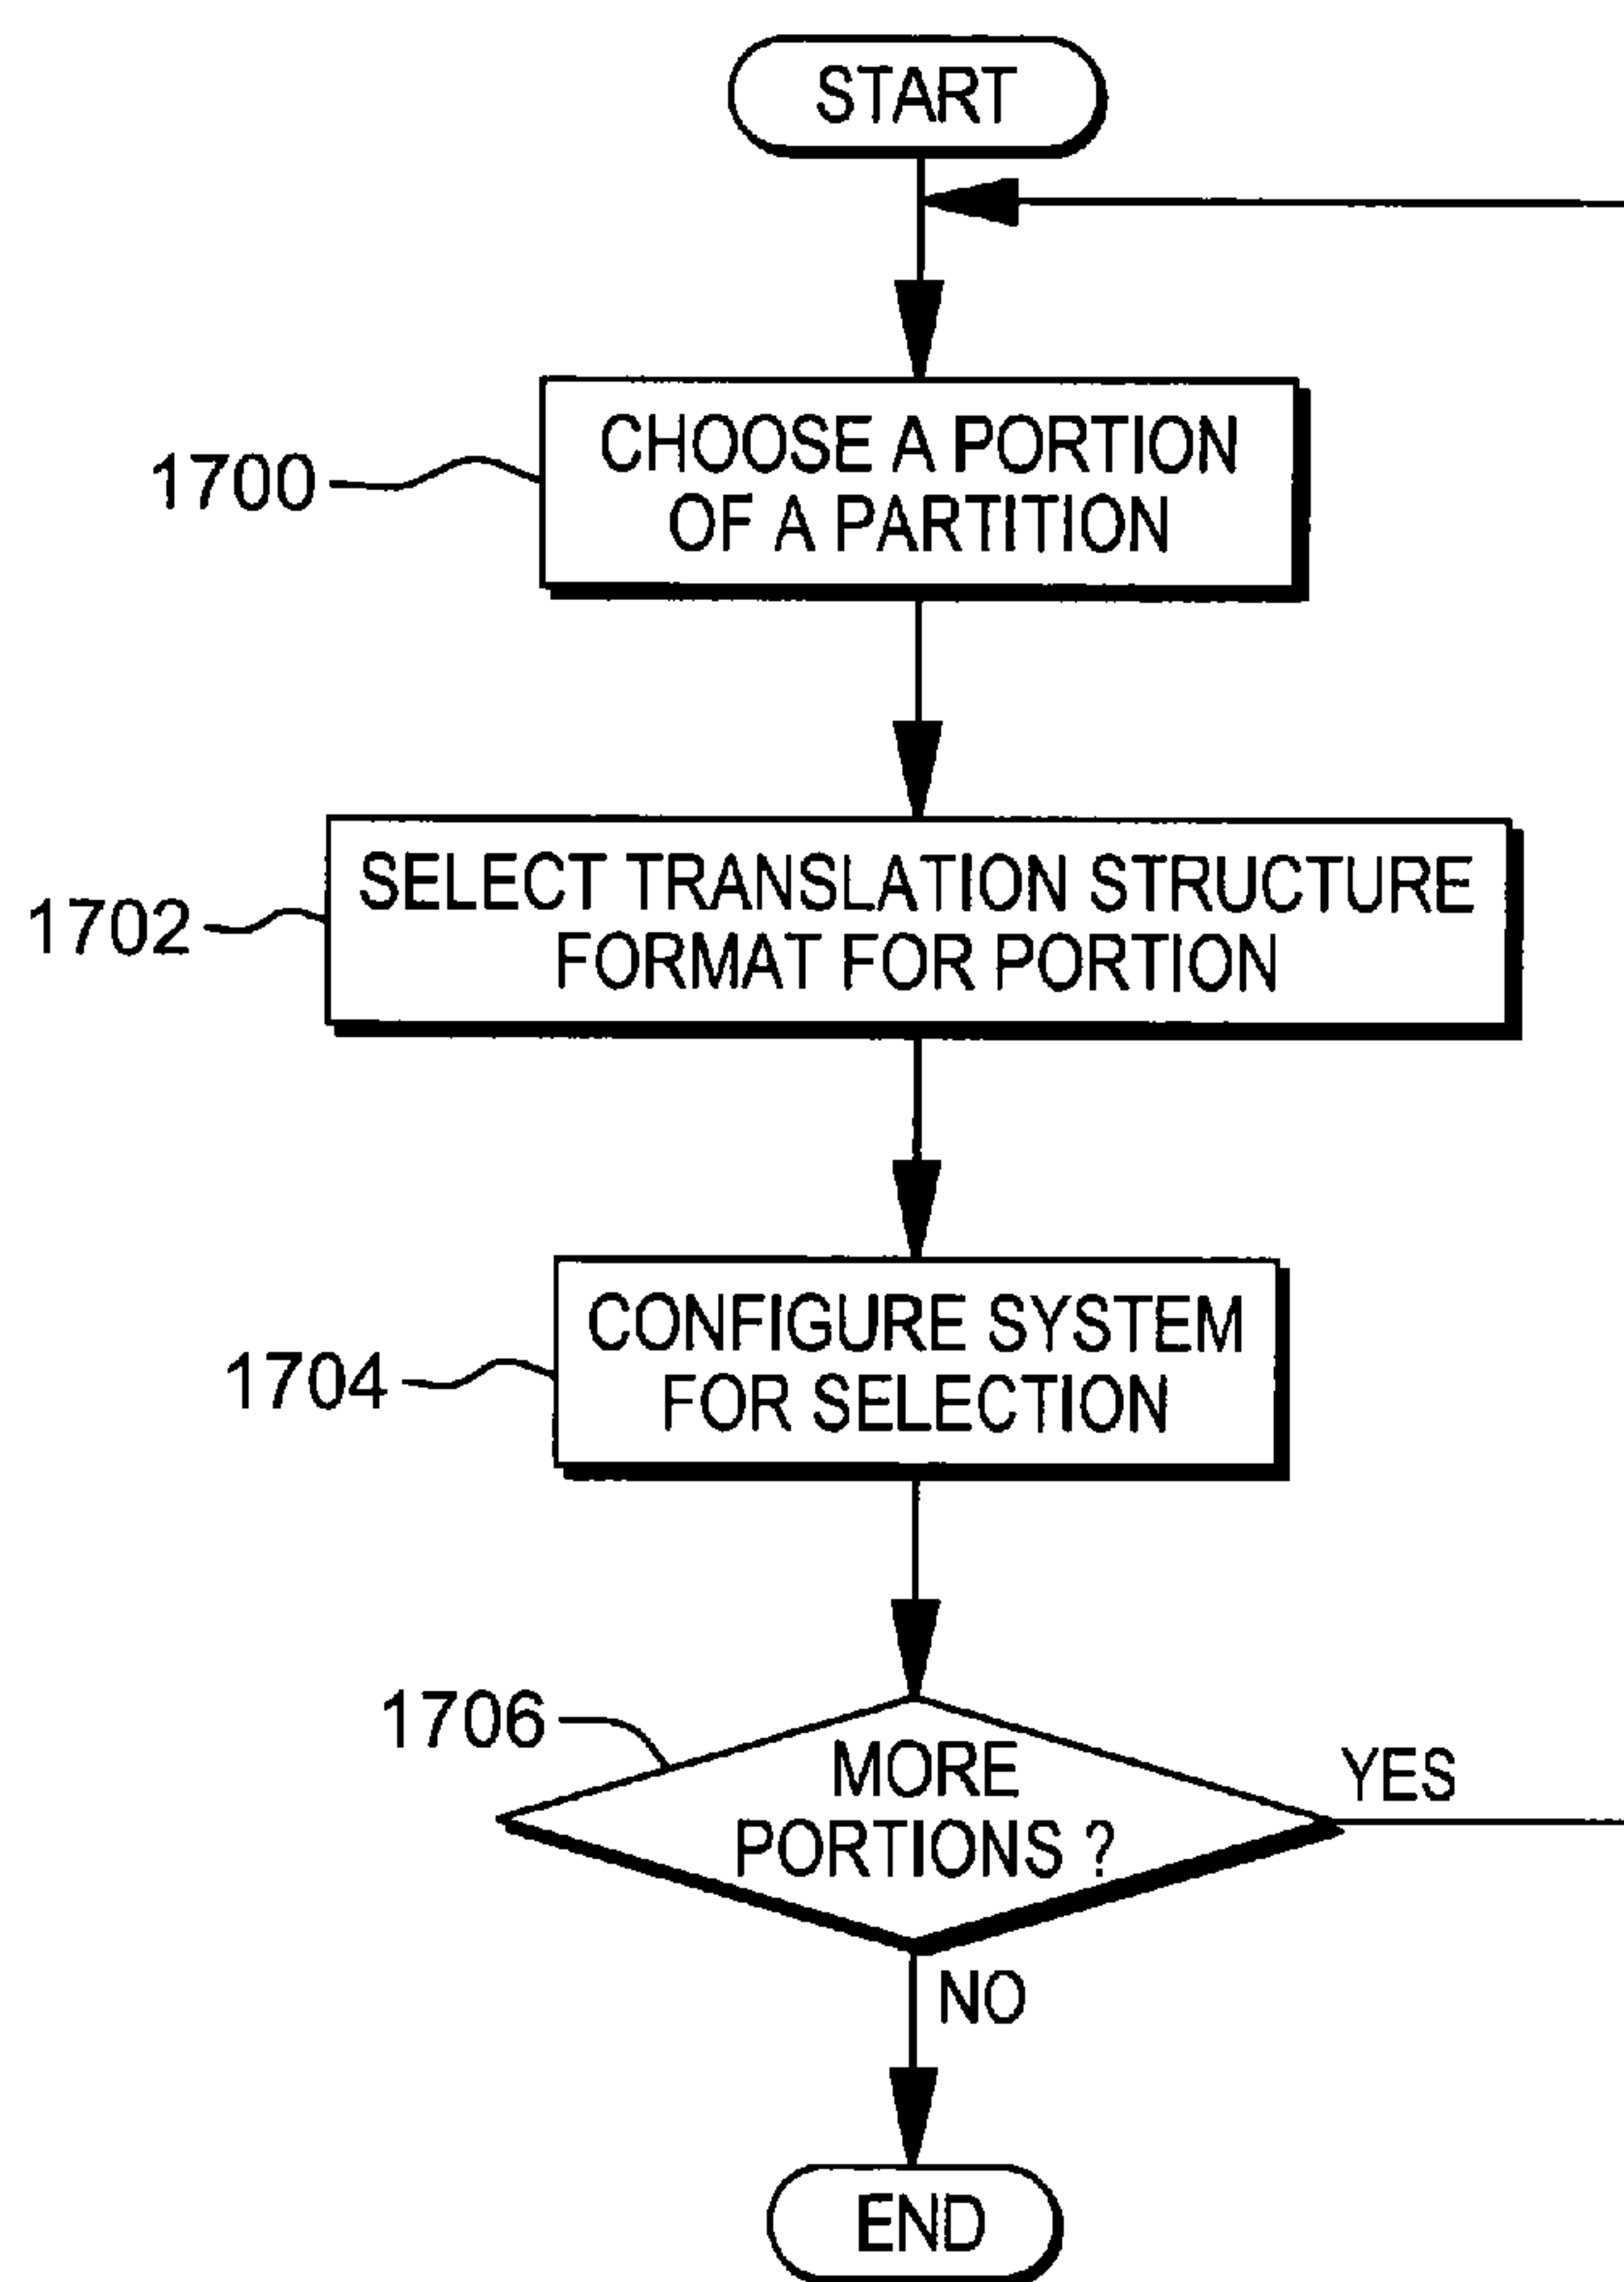 START
1700
CHOOSE A PORTION
OF A PARTITION
1702
SELECT TRANSLATION STRUCTURE
FORMAT FOR PORTION
1704
CONFIGURE SYSTEM
FOR SELECTION
1706
MORE
PORTIONS ?
YES
NO
END